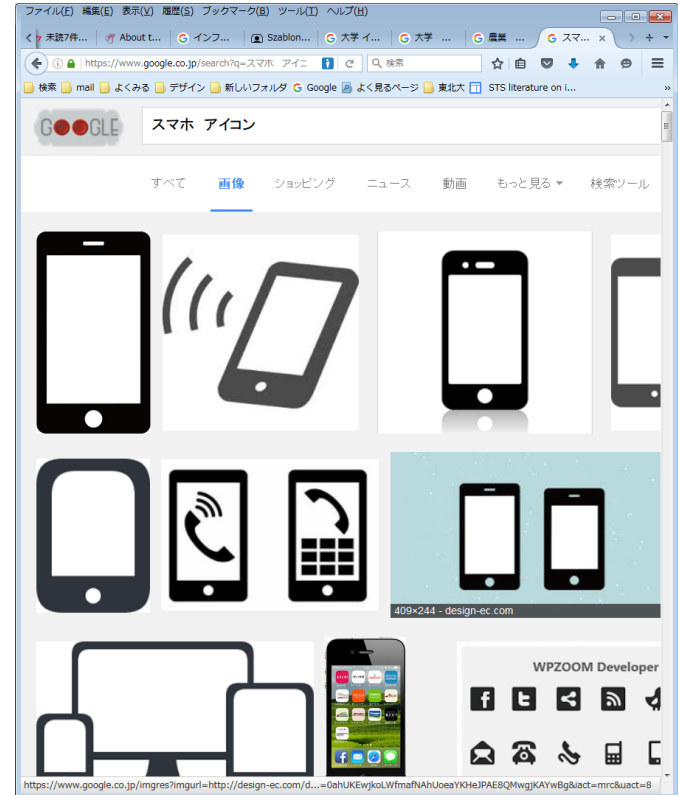 ファイル(F) 編集(E) 表示(V) 履歴(S) ブックマーク(B) ツール(T) ヘルプ(H)
未読7件... About t... インフ... Szablon... 大学 イ... 大学 ... 農業 ... スマ...
https://www.google.co.jp/search?q=スマホ アイコ 検索
検索 mail よくみる デザイン 新しいフォルダ Google よく見るページ 東北大 STS literature on i...
GOOGLE スマホ アイコン
すべて 画像 ショッピング ニュース 動画 もっと見る 検索ツール
409×244 - design-ec.com
WPZOOM Developer
https://www.google.co.jp/imgres?imgurl=http://design-ec.com/d...=0ahUKEwjkoLWfmafNAhUoeaYKHeJPAE8QMwgjKAYwBg&iact=mrc&uact=8